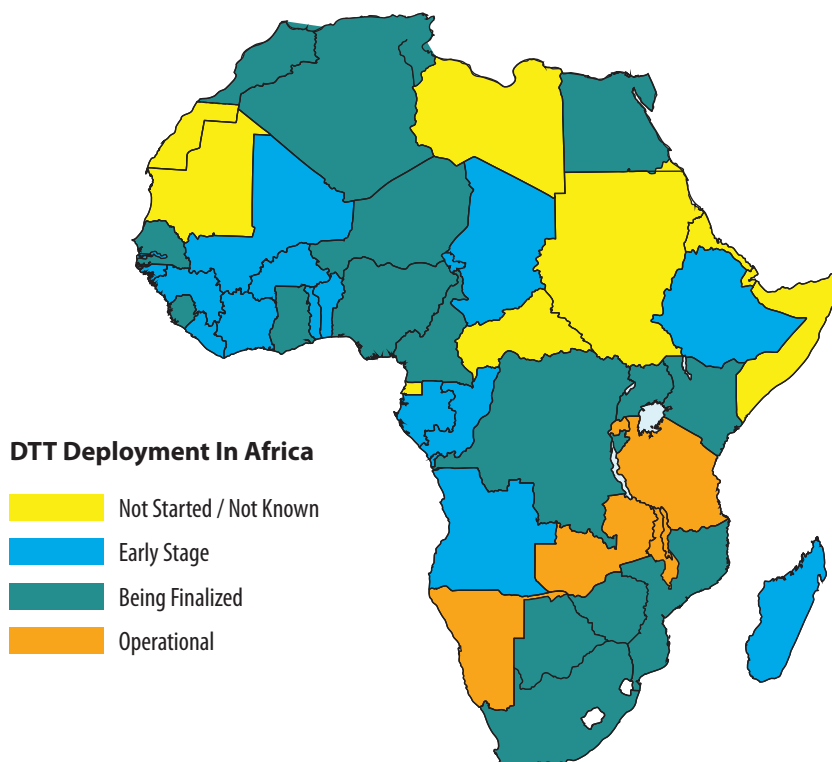 DTT Deployment In Africa
Not Started / Not Known
Early Stage
Being Finalized
Operational